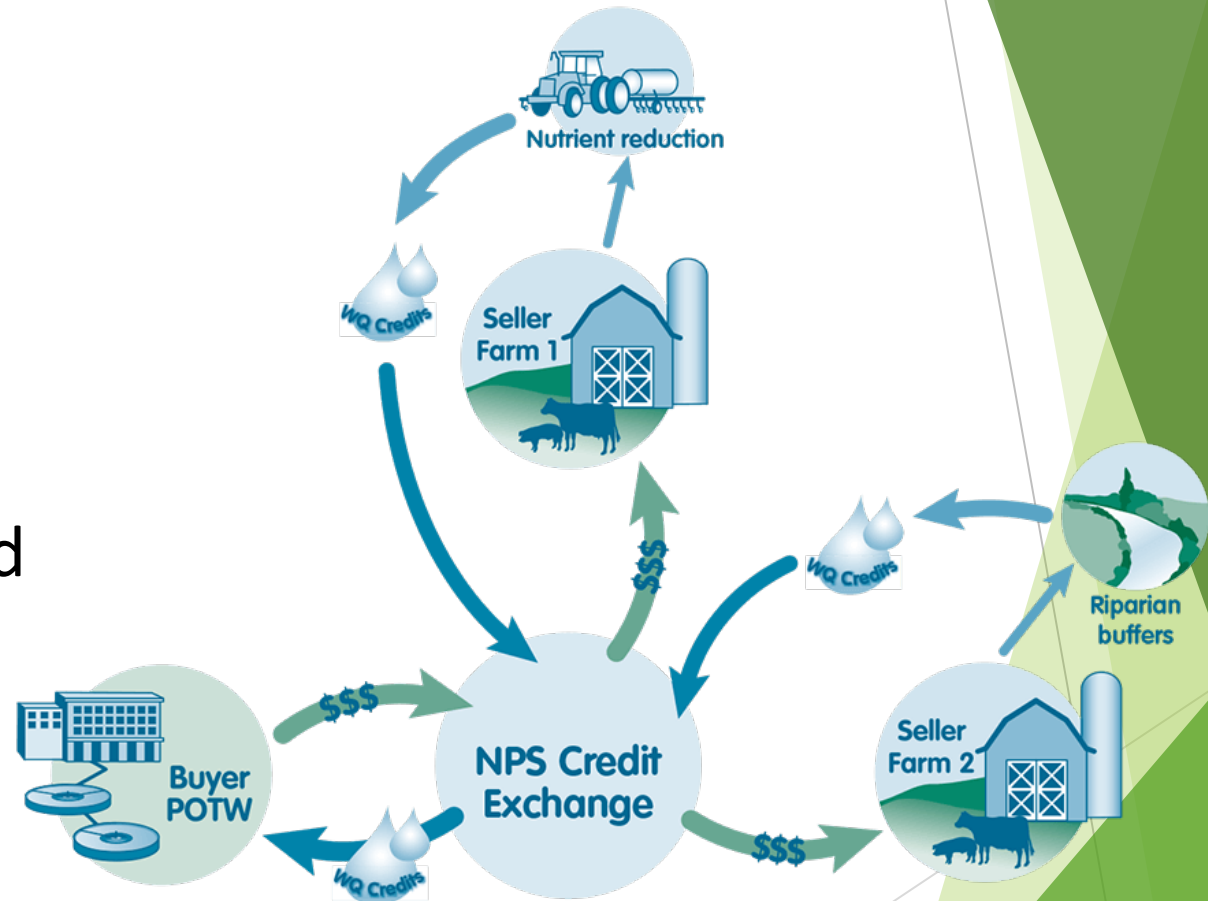 Nutrient reduction
WQ Credits
Seller
Farm 1
d
$$$
WQ Credits
Riparian
buffers
$$$
Buyer
POTW
NPS Credit
Exchange
Seller
Farm 2
WQ Credits
$$$